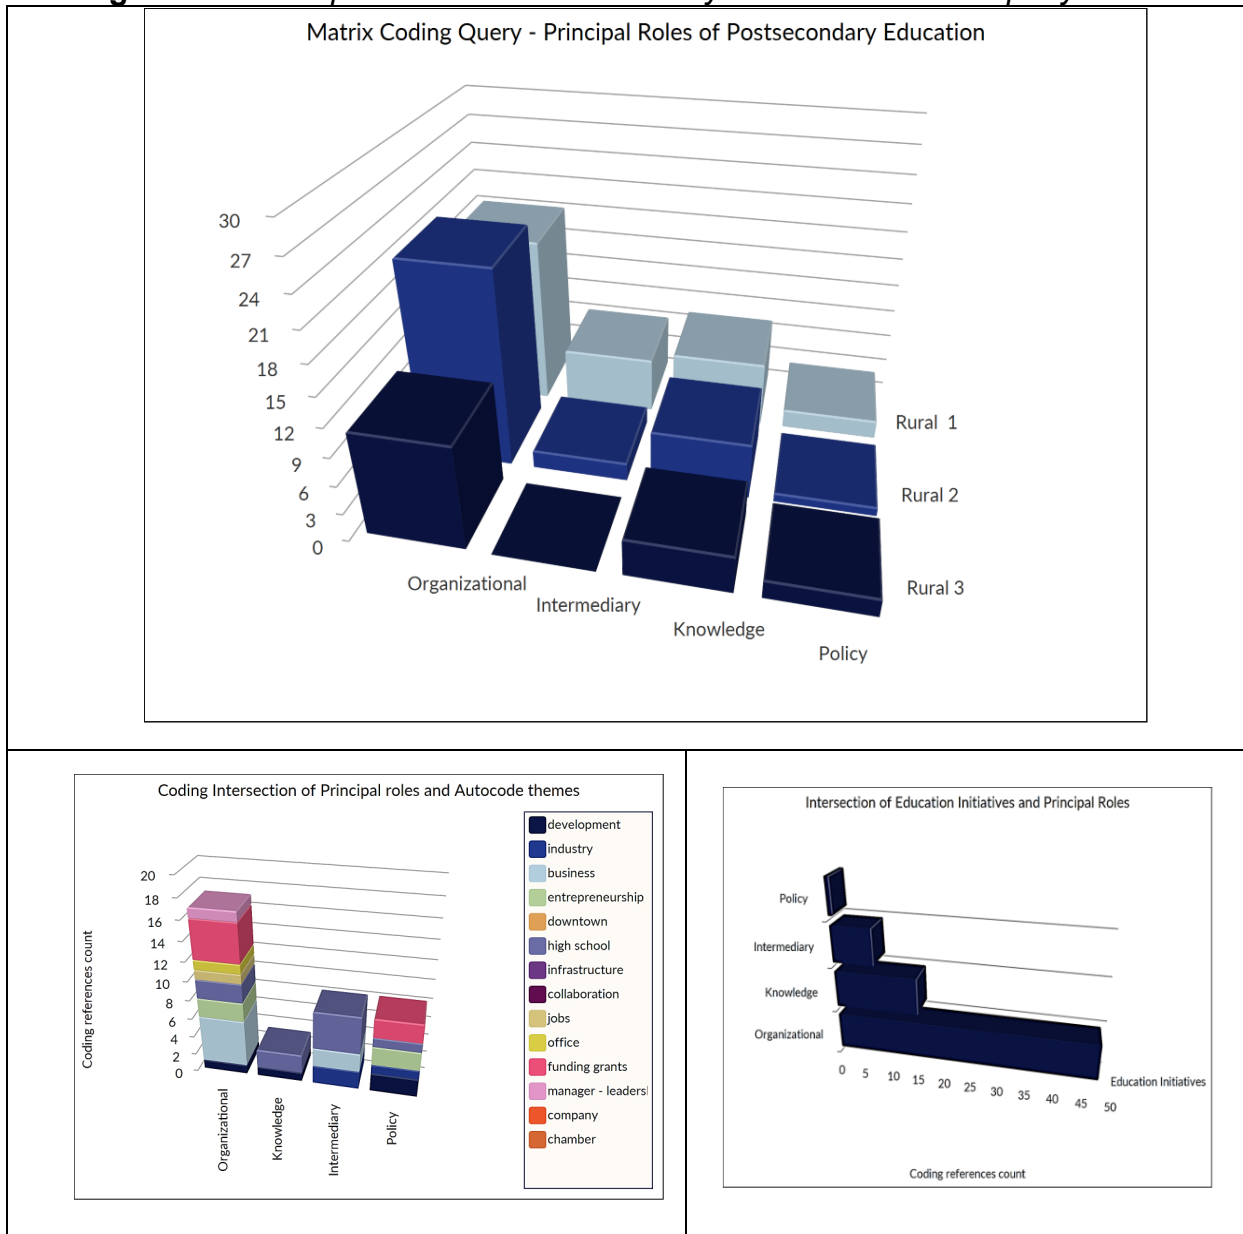 Matrix Coding Query - Principal Roles of Postsecondary Education
30
27
24
21
18
15
12
9
6
3
0
Rural 1
Rural 2
Rural 3
Organizational
Intermediary
Knowledge
Policy
Coding Intersection of Principal roles and Autocode themes
Coding references count
20
18
16
14
12
10
8
6
4
2
0
Organizational
Knowledge
Intermediary
Policy
development
industry
business
entrepreneurship
downtown
high school
infrastructure
collaboration
jobs
office
funding grants
manager - leaders
company
chamber
Intersection of Education Initiatives and Principal Roles
Policy
Intermediary
Knowledge
Organizational
0 5 10 15 20 25 30 35 40 45 50
Education Initiatives
Coding references count